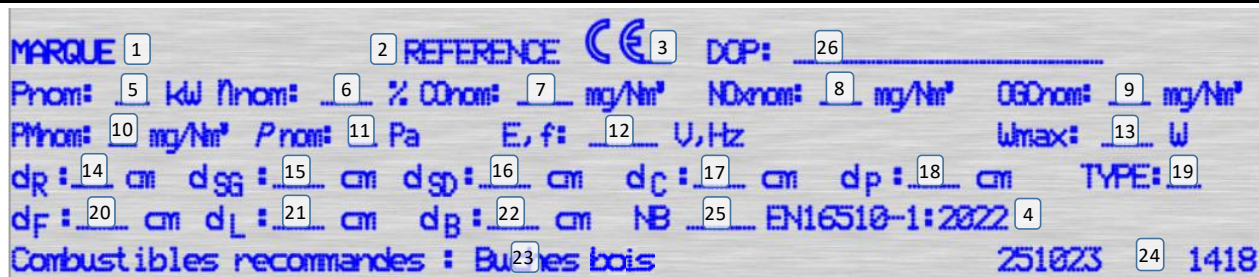 MARQUE 1 2 REFERENCE CE 3 DOP: 26
Pnom: 5 kW ηnom: 6 % COnom: 7 mg/Nm³ NOxnom: 8 mg/Nm³ OGCnom: 9 mg/Nm³
PMnom: 10 mg/Nm³ Pnom: 11 Pa E,f: 12 V,Hz Wmax: 13 W
dR : 14 cm dSG : 15 cm dSD : 16 cm dC : 17 cm dP : 18 cm TYPE: 19
dF : 20 cm dL : 21 cm dB : 22 cm NB 25 EN16510-1:2022 4
Combustibles recommandes : Bu 23 es bois 251023 24 1418